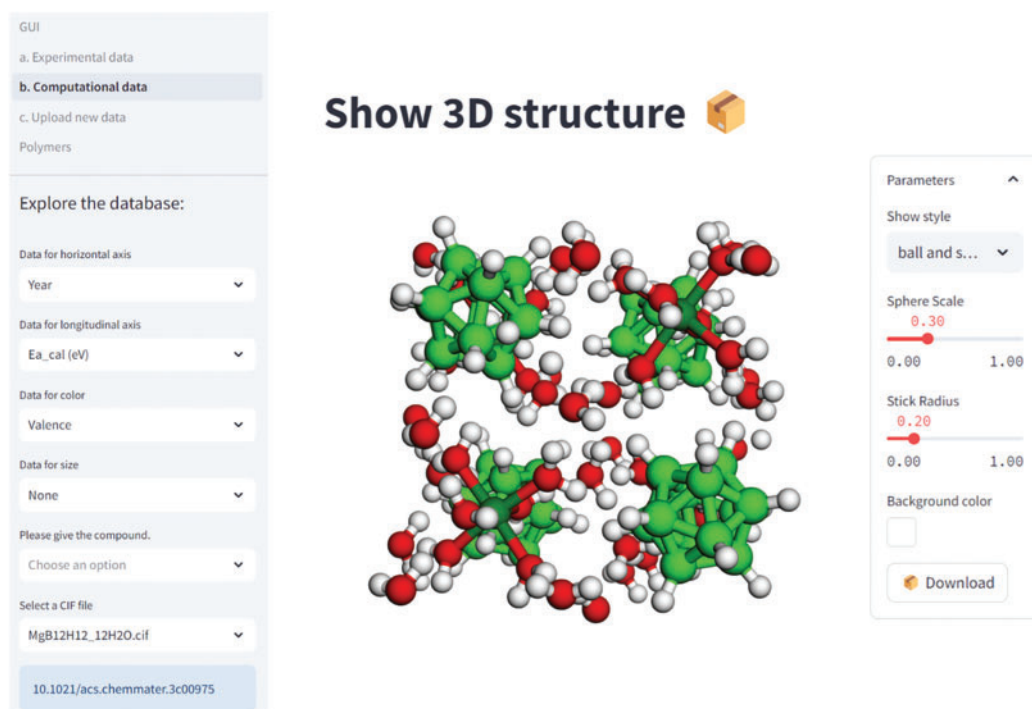 GUI
a. Experimental data
b. Computational data
c. Upload new data
Polymers
Explore the database:
Data for horizontal axis
Year
Data for longitudinal axis
Ea_cal (eV)
Data for color
Valence
Data for size
None
Please give the compound.
Choose an option
Select a CIF file
MgB12H12_12H2O.cif
10.1021/acs.chemmater.3c00975
Show 3D structure
Parameters
Show style
ball and s...
Sphere Scale
0.30
0.00 1.00
Stick Radius
0.20
0.00 1.00
Background color
Download